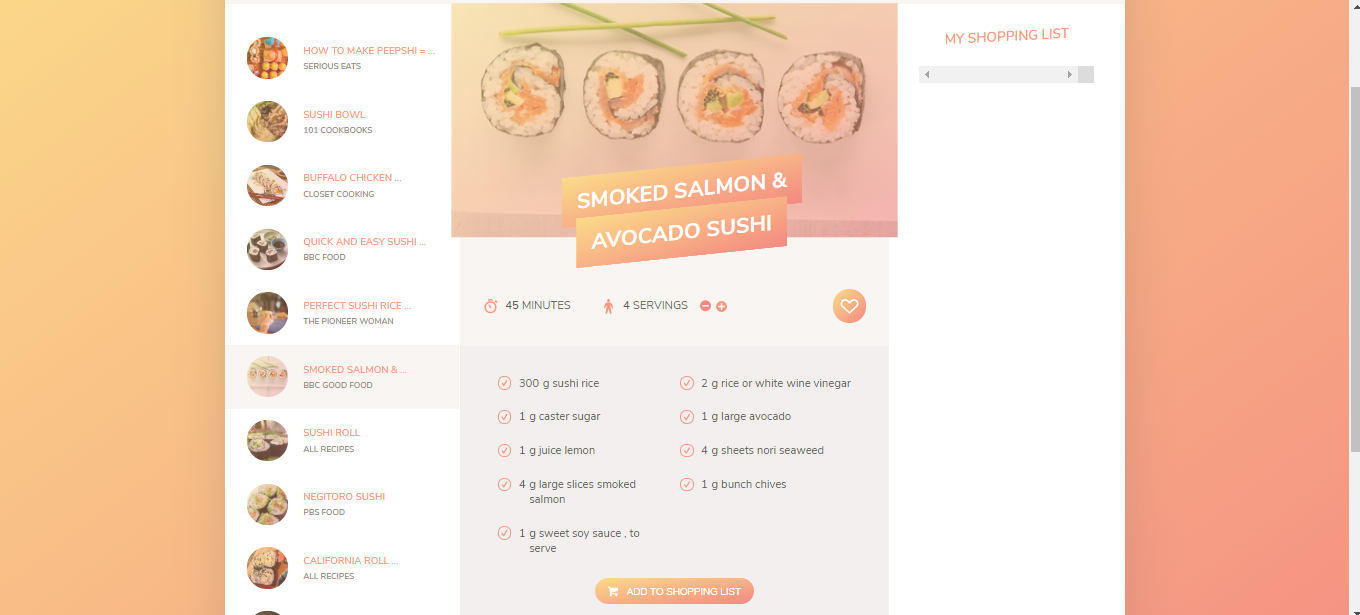 HOW TO MAKE PEEPSHI = ...
SERIOUS EATS
SUSHI BOWL
101 COOKBOOKS
BUFFALO CHICKEN ...
CLOSET COOKING
QUICK AND EASY SUSHI ...
BBC FOOD
PERFECT SUSHI RICE ...
THE PIONEER WOMAN
SMOKED SALMON & ...
BBC GOOD FOOD
SUSHI ROLL
ALL RECIPES
NEGITORO SUSHI
PBS FOOD
CALIFORNIA ROLL ...
ALL RECIPES
SMOKED SALMON &
AVOCADO SUSHI
45 MINUTES
4 SERVINGS
300 g sushi rice
2 g rice or white wine vinegar
1 g caster sugar
1 g large avocado
1 g juice lemon
4 g sheets nori seaweed
4 g large slices smoked
salmon
1 g bunch chives
1 g sweet soy sauce , to
serve
ADD TO SHOPPING LIST
MY SHOPPING LIST